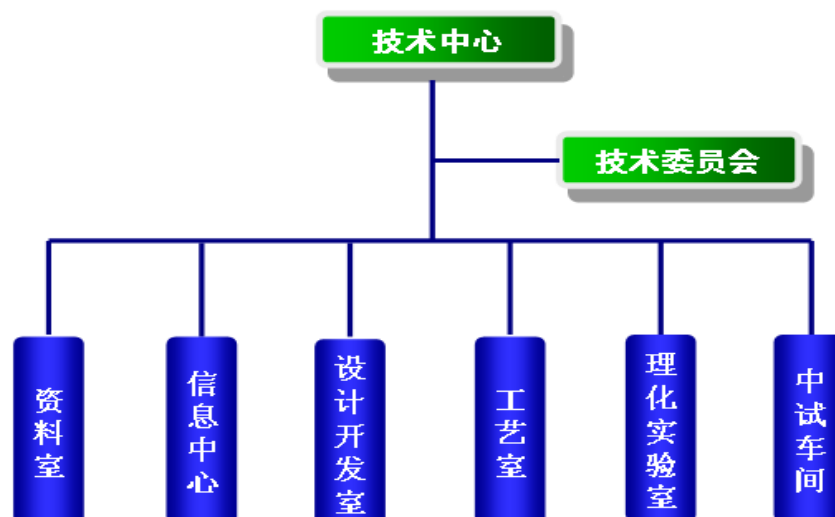 技术中心
技术委员会
资料室
信息中心
设计开发室
工艺室
理化实验室
中试车间